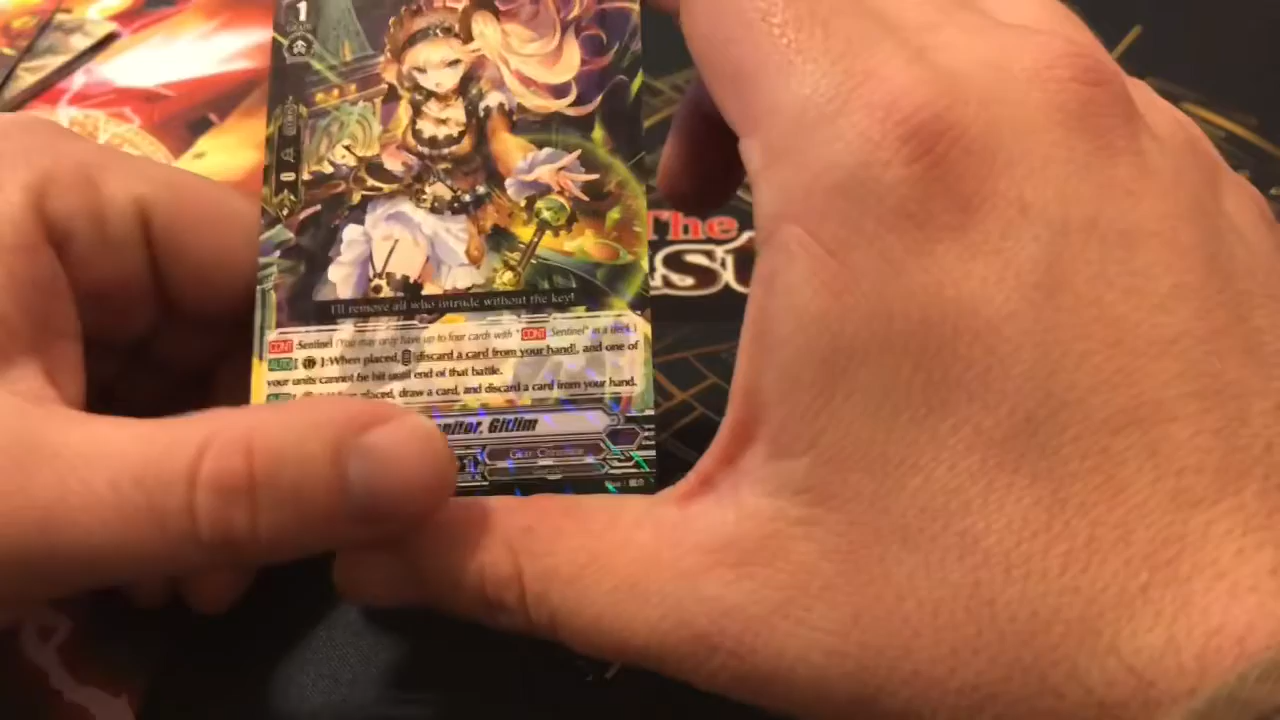 1
GRADE
The
I'll remove all who intrude without the key!
CONT:Sentinel (You may only have up to four cards with "CONT:Sentinel" in a deck.)
AUTO[ ]:When placed, [discard a card from your hand], and one of
your units cannot be hit until end of that battle.
placed, draw a card, and discard a card from your hand.
Gitlim
Gear Chronicle